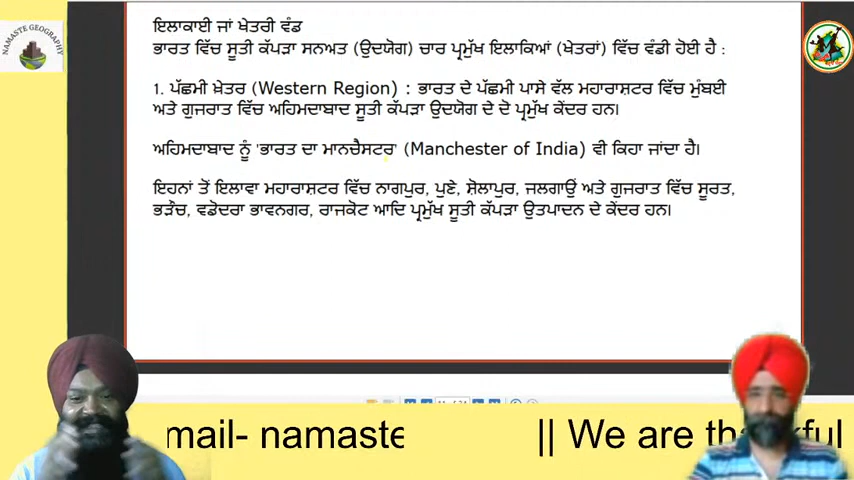 NAMASTE GEOGRAPHY
ਇਲਾਕਾਈ ਜਾਂ ਖੇਤਰੀ ਵੰਡ
ਭਾਰਤ ਵਿੱਚ ਸੂਤੀ ਕੱਪੜਾ ਸਨਅਤ (ਉਦਯੋਗ) ਚਾਰ ਪ੍ਰਮੁੱਖ ਇਲਾਕਿਆਂ (ਖੇਤਰਾਂ) ਵਿੱਚ ਵੰਡੀ ਹੋਈ ਹੈ :
1. ਪੱਛਮੀ ਖ਼ੇਤਰ (Western Region) : ਭਾਰਤ ਦੇ ਪੱਛਮੀ ਪਾਸੇ ਵੱਲ ਮਹਾਰਾਸ਼ਟਰ ਵਿੱਚ ਮੁੰਬਈ
ਅਤੇ ਗੁਜਰਾਤ ਵਿੱਚ ਅਹਿਮਦਾਬਾਦ ਸੂਤੀ ਕੱਪੜਾ ਉਦਯੋਗ ਦੇ ਦੋ ਪ੍ਰਮੁੱਖ ਕੇਂਦਰ ਹਨ।
ਅਹਿਮਦਾਬਾਦ ਨੂੰ 'ਭਾਰਤ ਦਾ ਮਾਨਚੈਸਟਰ' (Manchester of India) ਵੀ ਕਿਹਾ ਜਾਂਦਾ ਹੈ।
ਇਹਨਾਂ ਤੋਂ ਇਲਾਵਾ ਮਹਾਰਾਸ਼ਟਰ ਵਿੱਚ ਨਾਗਪੁਰ, ਪੁਣੇ, ਸ਼ੋਲਾਪੁਰ, ਜਲਗਾਉਂ ਅਤੇ ਗੁਜਰਾਤ ਵਿੱਚ ਸੂਰਤ,
ਭੜੌਚ, ਵਡੋਦਰਾ ਭਾਵਨਗਰ, ਰਾਜਕੋਟ ਆਦਿ ਪ੍ਰਮੁੱਖ ਸੂਤੀ ਕੱਪੜਾ ਉਤਪਾਦਨ ਦੇ ਕੇਂਦਰ ਹਨ।
mail- namaste || We are thankful